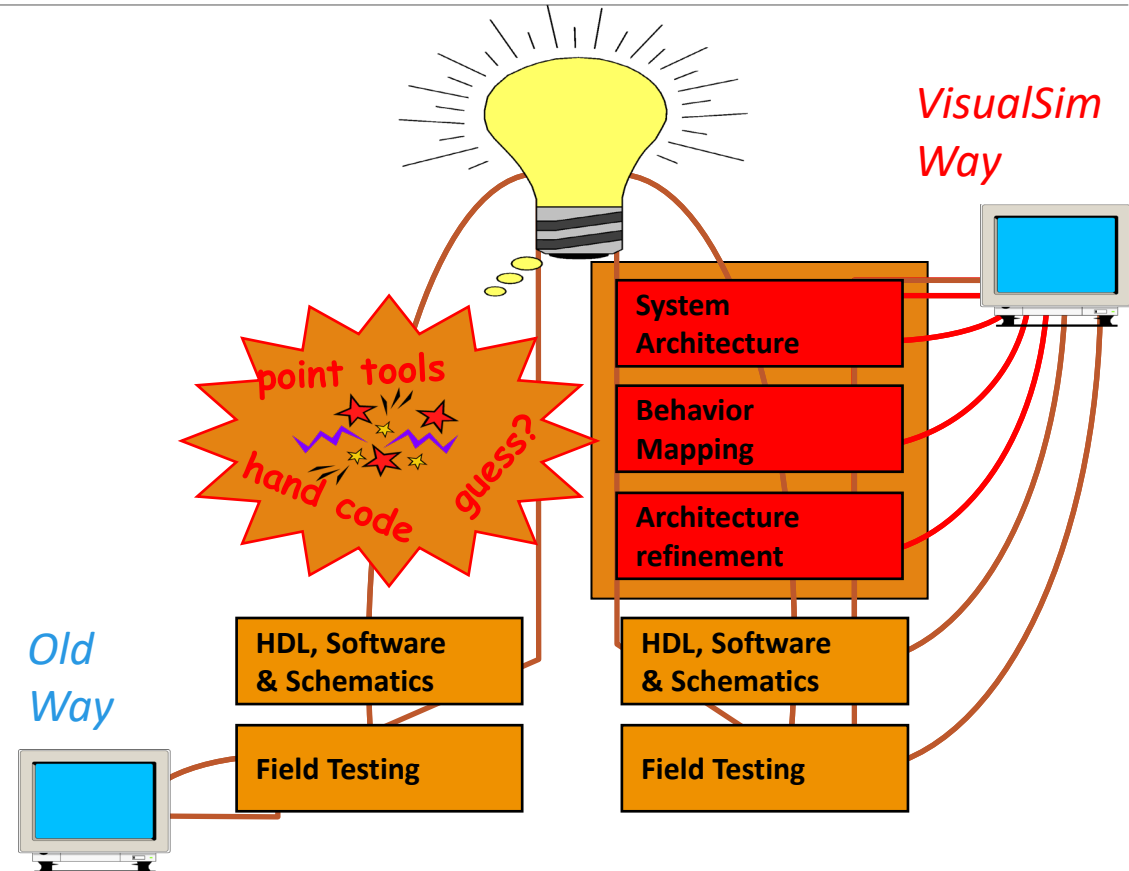 VisualSim
Way
System
Architecture
point tools
Behavior
Mapping
guess?
hand code
Architecture
refinement
Old
Way
HDL, Software
& Schematics
HDL, Software
& Schematics
Field Testing
Field Testing